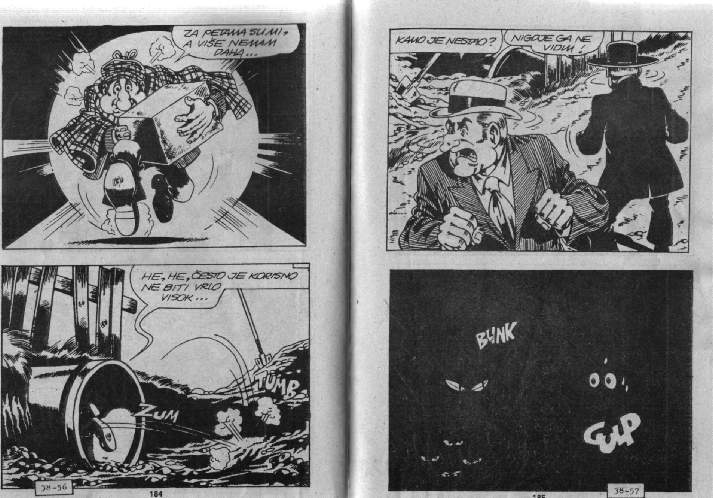 ZA PETAMA SU MI,
A VIŠE NEMAM
DAHA...
HE, HE, ČESTO JE KORISNO
NE BITI VRLO
VISOK...
TUMB
ZUM
38-56
184
KAMO JE NESTAO?
NIGDJE GA NE
VIDIM!
BLINK
GULP
38-57
185